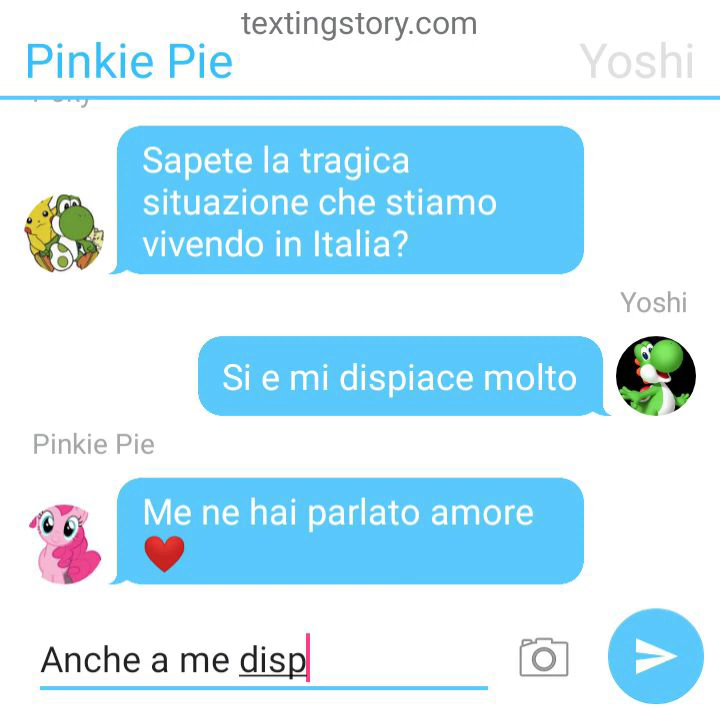 textingstory.com
Pinkie Pie
Yoshi
Sapete la tragica
situazione che stiamo
vivendo in Italia?
Yoshi
Si e mi dispiace molto
Pinkie Pie
Me ne hai parlato amore
❤️
Anche a me disp